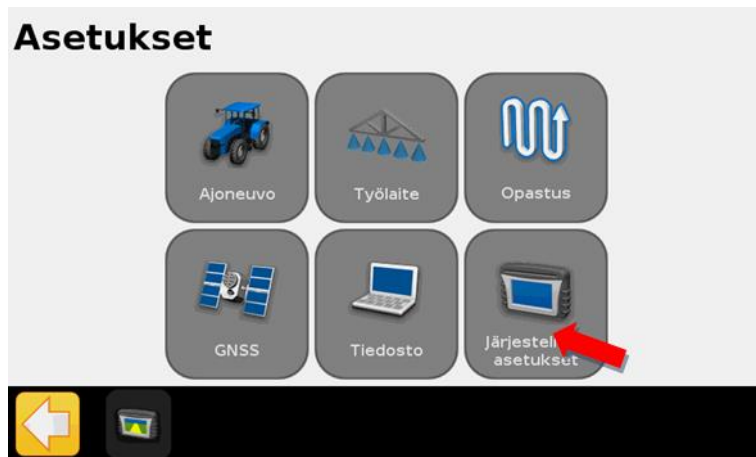 Asetukset
Ajoneuvo
Työlaite
Opastus
GNSS
Tiedosto
asetukset